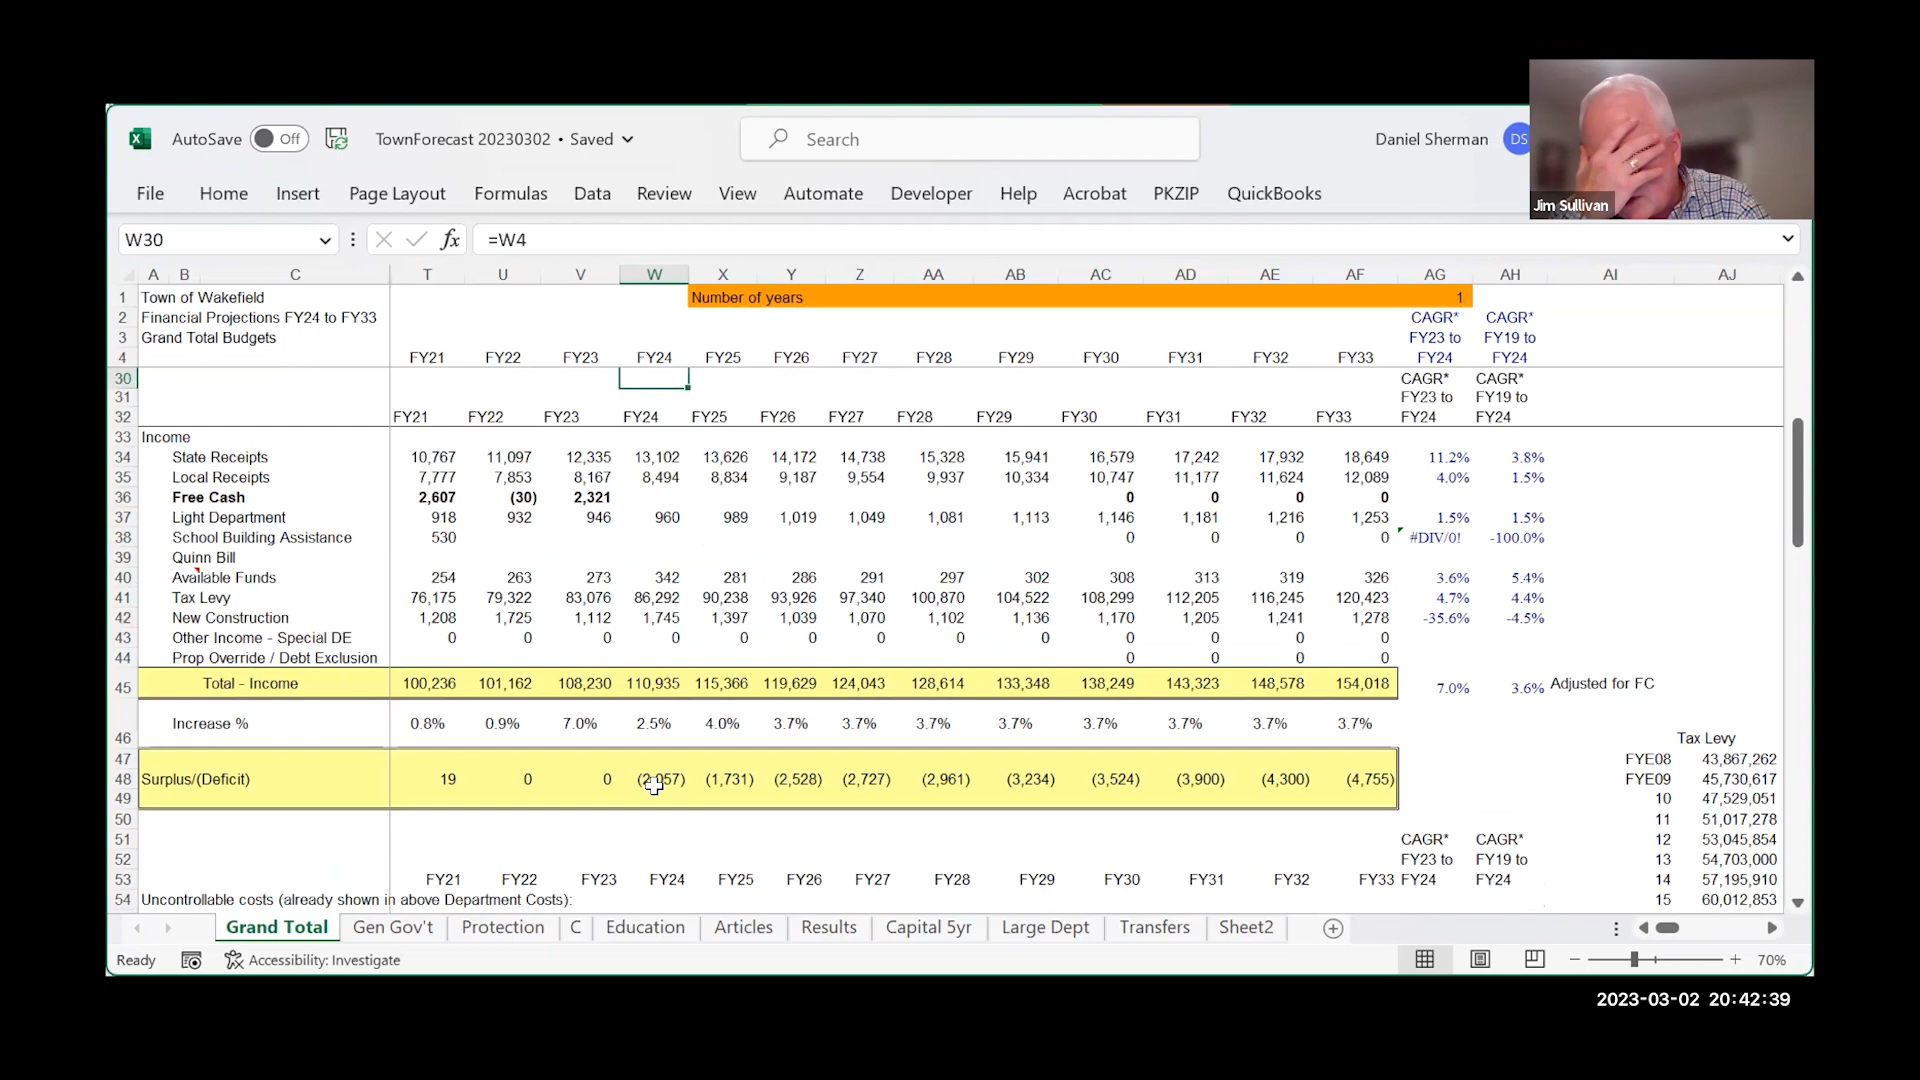 AutoSave Off TownForecast 20230302 • Saved Search Daniel Sherman DS
File Home Insert Page Layout Formulas Data Review View Automate Developer Help Acrobat PKZIP QuickBooks
Jim Sullivan
W30 fx =W4
A B C T U V W X Y Z AA AB AC AD AE AF AG AH AI AJ
1 Town of Wakefield Number of years 1
2 Financial Projections FY24 to FY33 CAGR* CAGR*
3 Grand Total Budgets FY23 to FY19 to
4 FY21 FY22 FY23 FY24 FY25 FY26 FY27 FY28 FY29 FY30 FY31 FY32 FY33 FY24 FY24
30 CAGR* CAGR*
31 FY23 to FY19 to
32 FY21 FY22 FY23 FY24 FY25 FY26 FY27 FY28 FY29 FY30 FY31 FY32 FY33 FY24 FY24
33 Income
34 State Receipts 10,767 11,097 12,335 13,102 13,626 14,172 14,738 15,328 15,941 16,579 17,242 17,932 18,649 11.2% 3.8%
35 Local Receipts 7,777 7,853 8,167 8,494 8,834 9,187 9,554 9,937 10,334 10,747 11,177 11,624 12,089 4.0% 1.5%
36 Free Cash 2,607 (30) 2,321 0 0 0 0
37 Light Department 918 932 946 960 989 1,019 1,049 1,081 1,113 1,146 1,181 1,216 1,253 1.5% 1.5%
38 School Building Assistance 530 0 0 0 0 #DIV/0! -100.0%
39 Quinn Bill
40 Available Funds 254 263 273 342 281 286 291 297 302 308 313 319 326 3.6% 5.4%
41 Tax Levy 76,175 79,322 83,076 86,292 90,238 93,926 97,340 100,870 104,522 108,299 112,205 116,245 120,423 4.7% 4.4%
42 New Construction 1,208 1,725 1,112 1,745 1,397 1,039 1,070 1,102 1,136 1,170 1,205 1,241 1,278 -35.6% -4.5%
43 Other Income - Special DE 0 0 0 0 0 0 0 0 0 0 0 0 0
44 Prop Override / Debt Exclusion 0 0 0 0
45 Total - Income 100,236 101,162 108,230 110,935 115,366 119,629 124,043 128,614 133,348 138,249 143,323 148,578 154,018 7.0% 3.6% Adjusted for FC
46 Increase % 0.8% 0.9% 7.0% 2.5% 4.0% 3.7% 3.7% 3.7% 3.7% 3.7% 3.7% 3.7% 3.7% Tax Levy
47 FYE08 43,867,262
48 Surplus/(Deficit) 19 0 0 (1,731) (2,528) (2,727) (2,961) (3,234) (3,524) (3,900) (4,300) (4,755) FYE09 45,730,617
49 10 47,529,051
50 11 51,017,278
51 CAGR* CAGR* 12 53,045,854
52 FY23 to FY19 to 13 54,703,000
53 FY21 FY22 FY23 FY24 FY25 FY26 FY27 FY28 FY29 FY30 FY31 FY32 FY33 FY24 FY24 14 57,195,910
54 Uncontrollable costs (already shown in above Department Costs): 15 60,012,853
Grand Total Gen Gov't Protection C Education Articles Results Capital 5yr Large Dept Transfers Sheet2
Ready Accessibility: Investigate 70%
2023-03-02 20:42:39